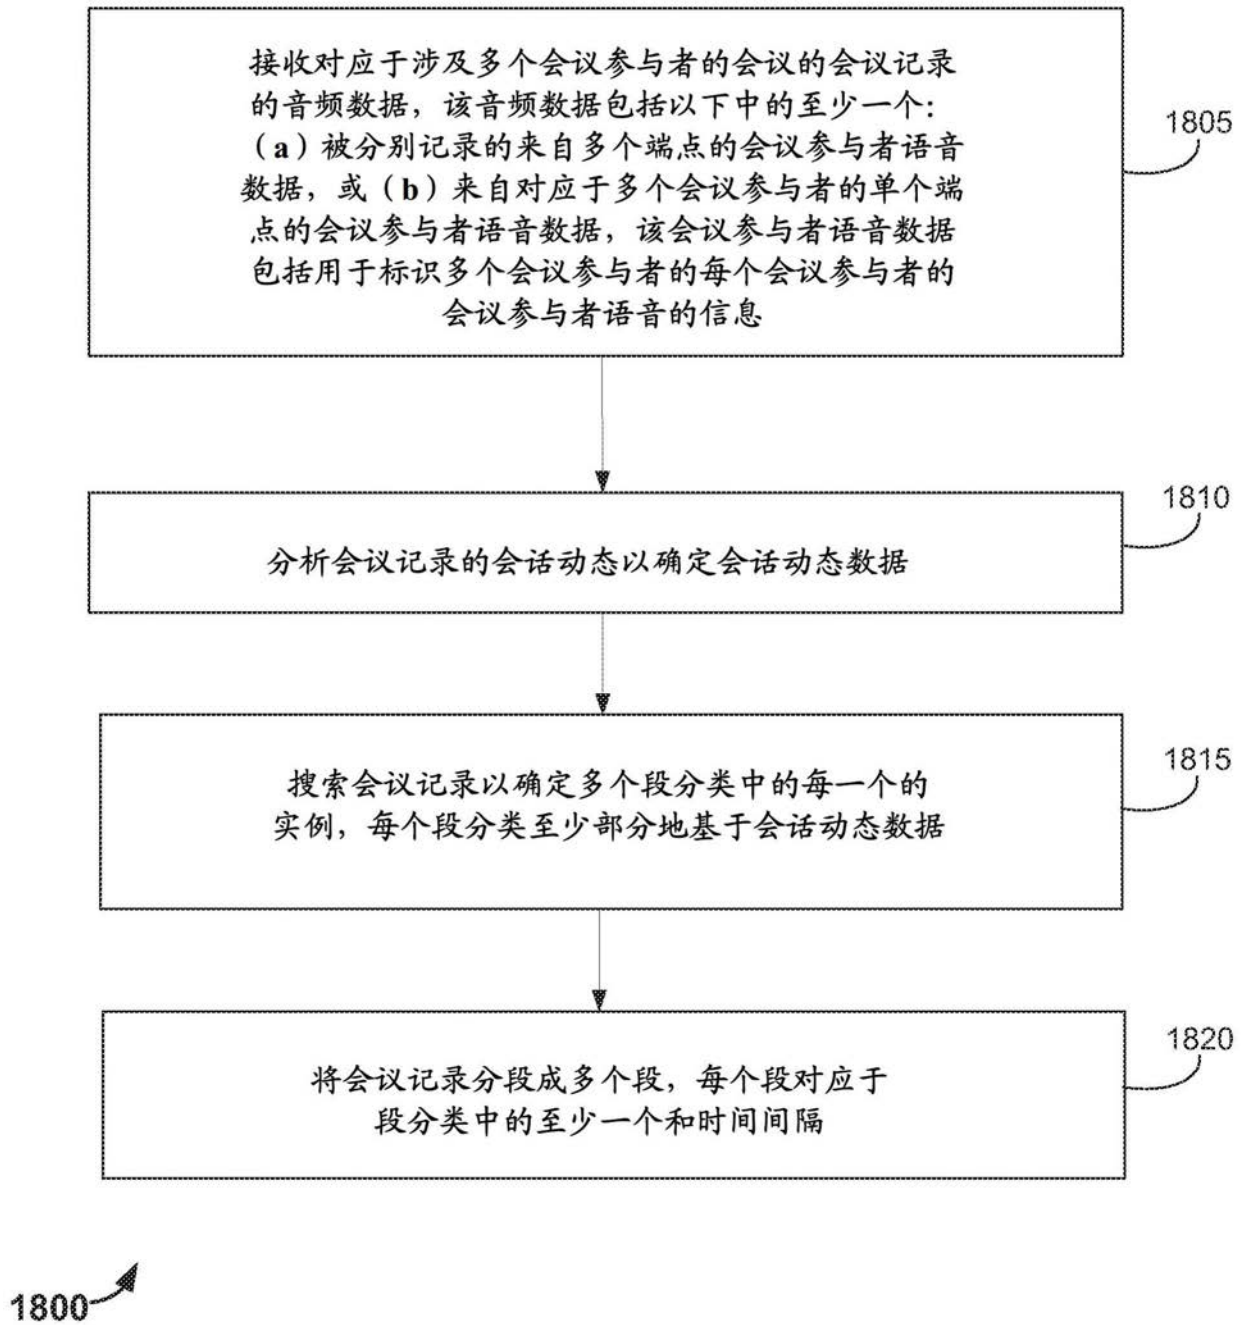 接收对应于涉及多个会议参与者的会议的会议记录
的音频数据，该音频数据包括以下中的至少一个：
（a）被分别记录的来自多个端点的会议参与者语音
数据，或（b）来自对应于多个会议参与者的单个端
点的会议参与者语音数据，该会议参与者语音数据
包括用于标识多个会议参与者的每个会议参与者的
会议参与者语音的信息
1805
分析会议记录的会话动态以确定会话动态数据
1810
搜索会议记录以确定多个段分类中的每一个的
实例，每个段分类至少部分地基于会话动态数据
1815
将会议记录分段成多个段，每个段对应于
段分类中的至少一个和时间间隔
1820
1800